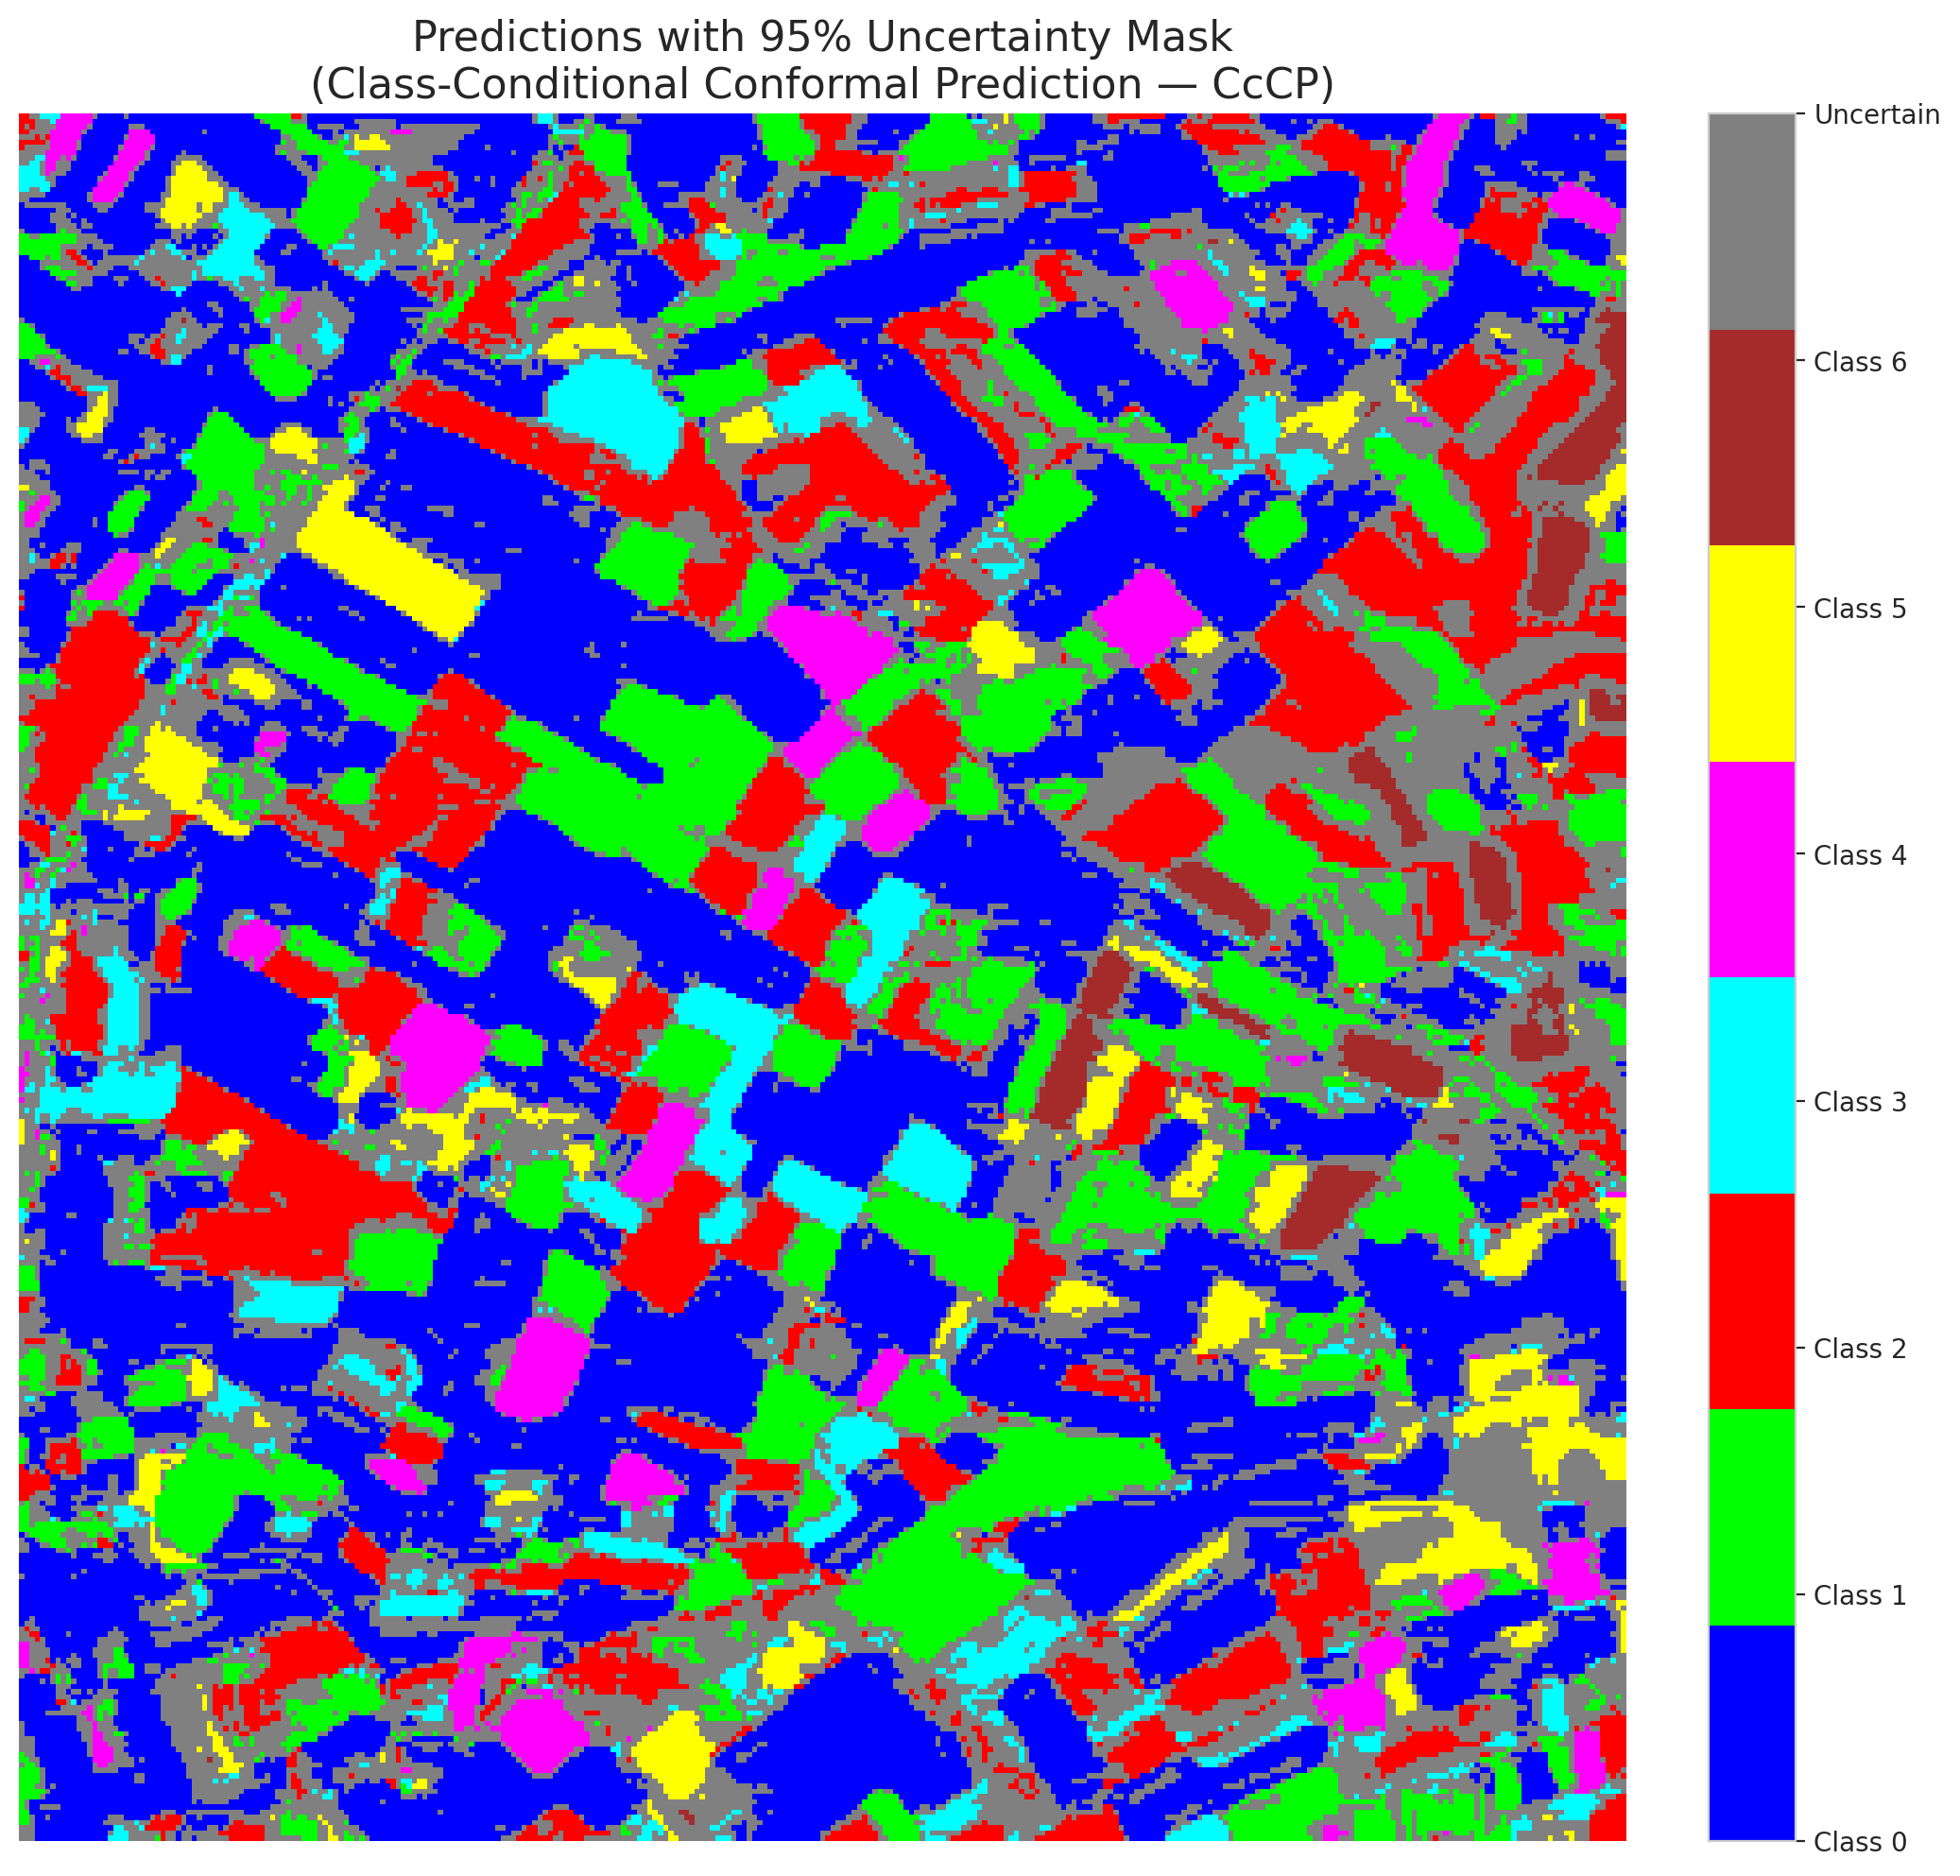 Predictions with 95% Uncertainty Mask
(Class-Conditional Conformal Prediction — CcCP)
Uncertain
Class 6
Class 5
Class 4
Class 3
Class 2
Class 1
Class 0